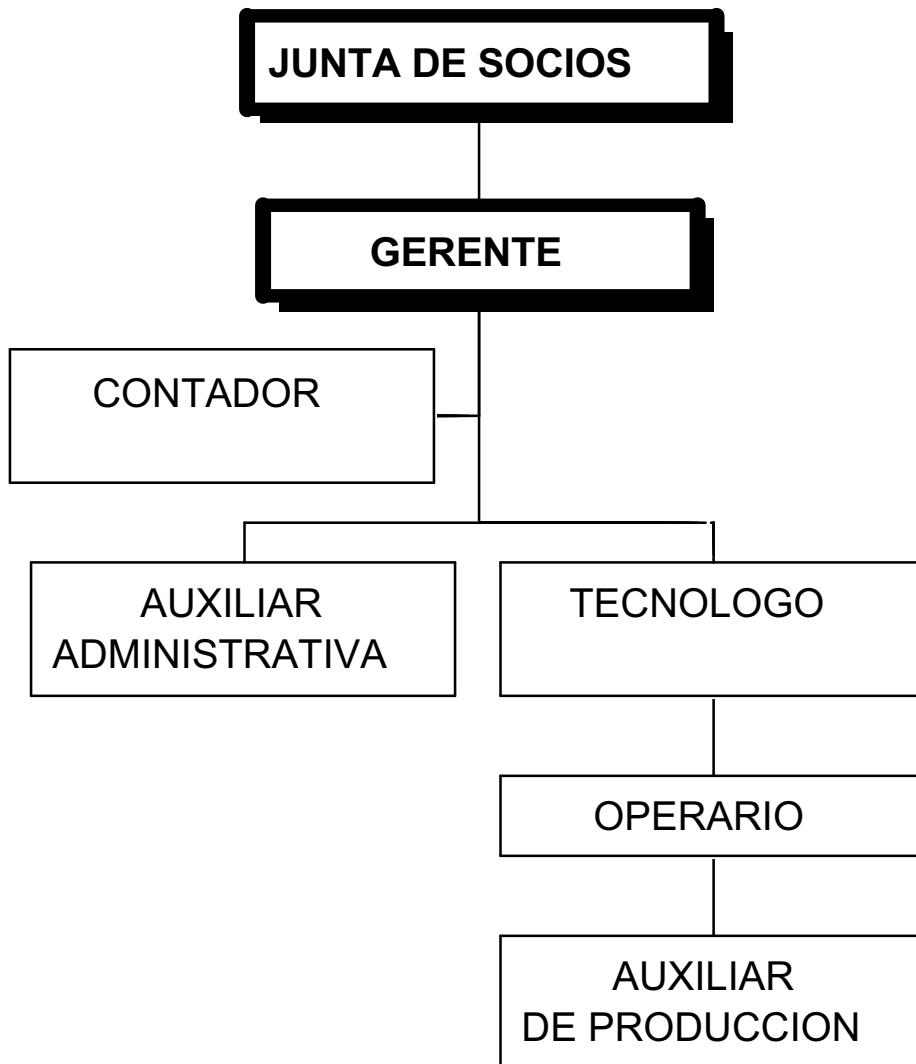 JUNTA DE SOCIOS
GERENTE
CONTADOR
AUXILIAR
ADMINISTRATIVA
TECNOLOGO
OPERARIO
AUXILIAR
DE PRODUCCION